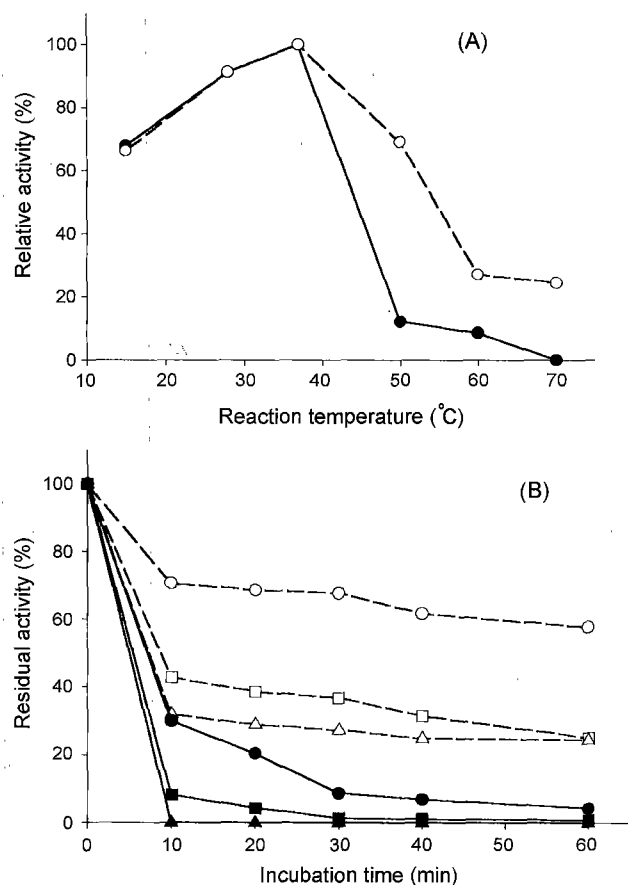 (A)
Relative activity (%)
100
80
60
40
20
0
10 20 30 40 50 60 70
Reaction temperature (°C)
(B)
Residual activity (%)
100
80
60
40
20
0
0 10 20 30 40 50 60
Incubation time (min)